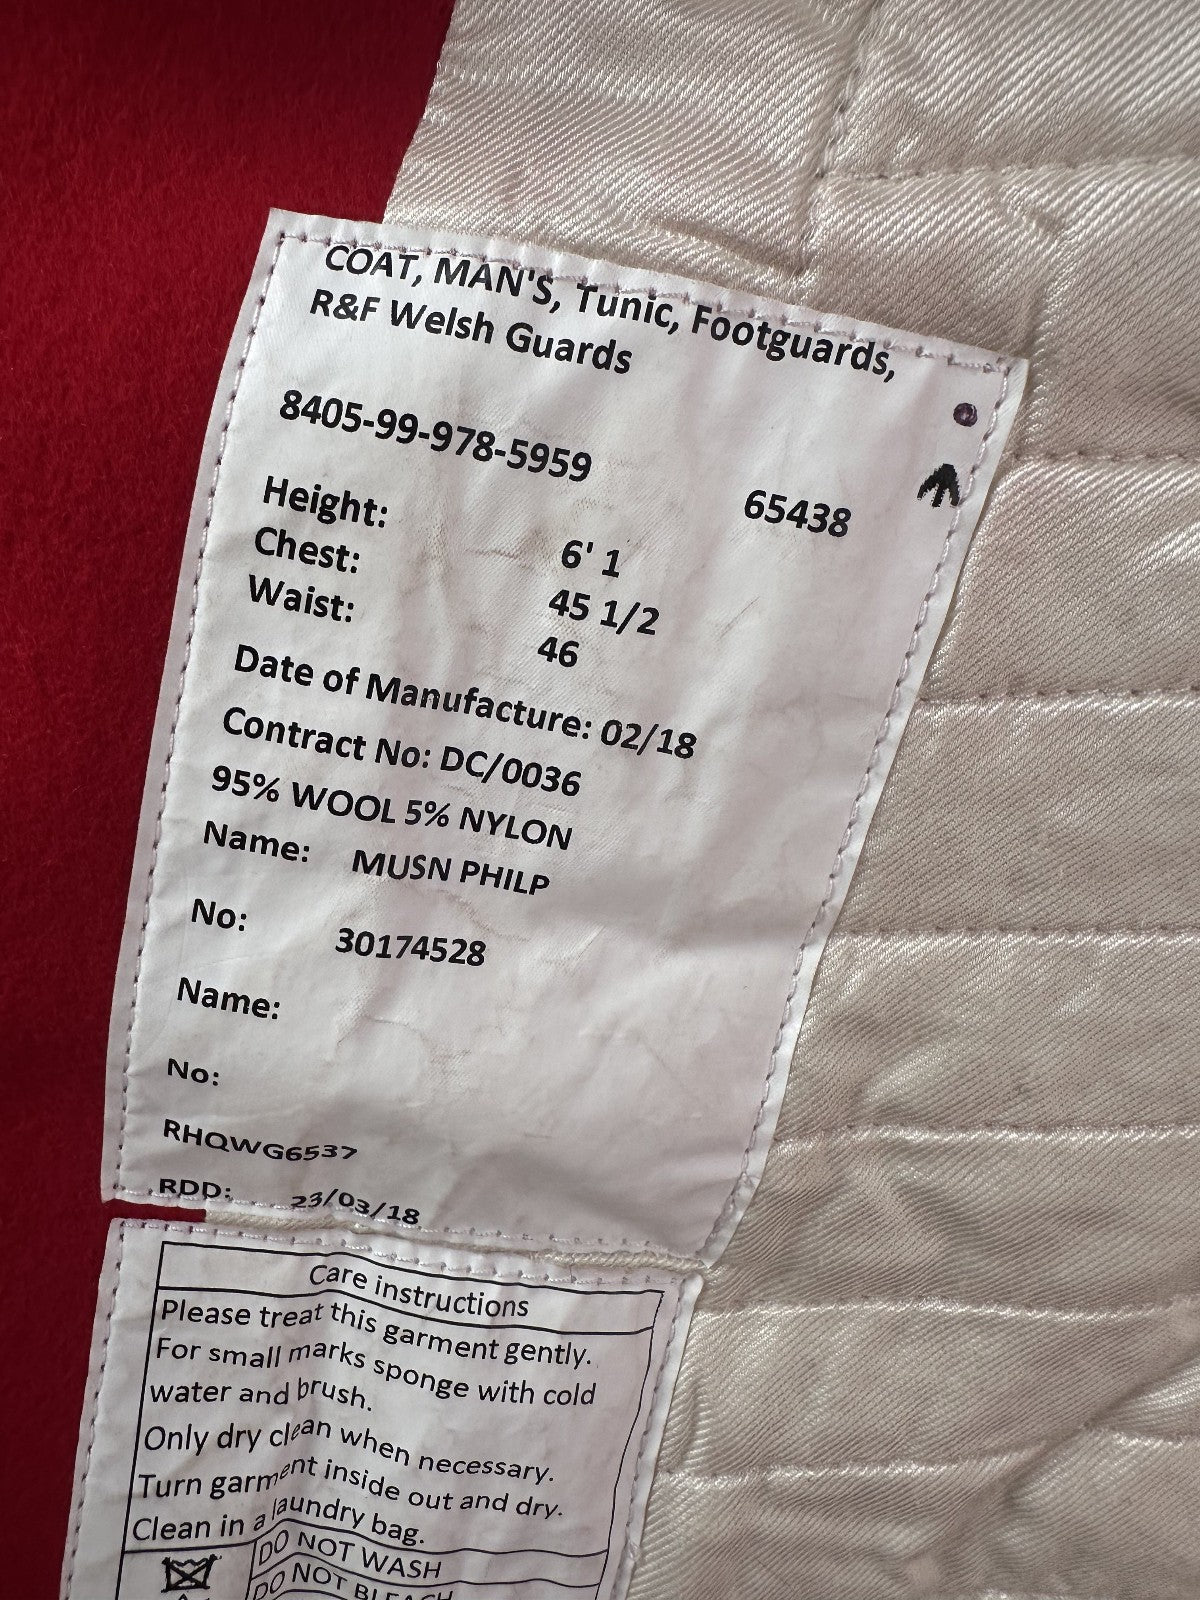 COAT, MAN'S, Tunic, Footguards,
R&F Welsh Guards
8405-99-978-5959
65438
Height: 6' 1
Chest: 45 1/2
Waist: 46
Date of Manufacture: 02/18
Contract No: DC/0036
95% WOOL 5% NYLON
Name: MUSN PHILP
No: 30174528
Name:
No:
RHQWG6537
RDD: 23/03/18
Care instructions
Please treat this garment gently.
For small marks sponge with cold
water and brush.
Only dry clean when necessary.
Turn garment inside out and dry.
Clean in a laundry bag.
DO NOT WASH
DO NOT BLEACH